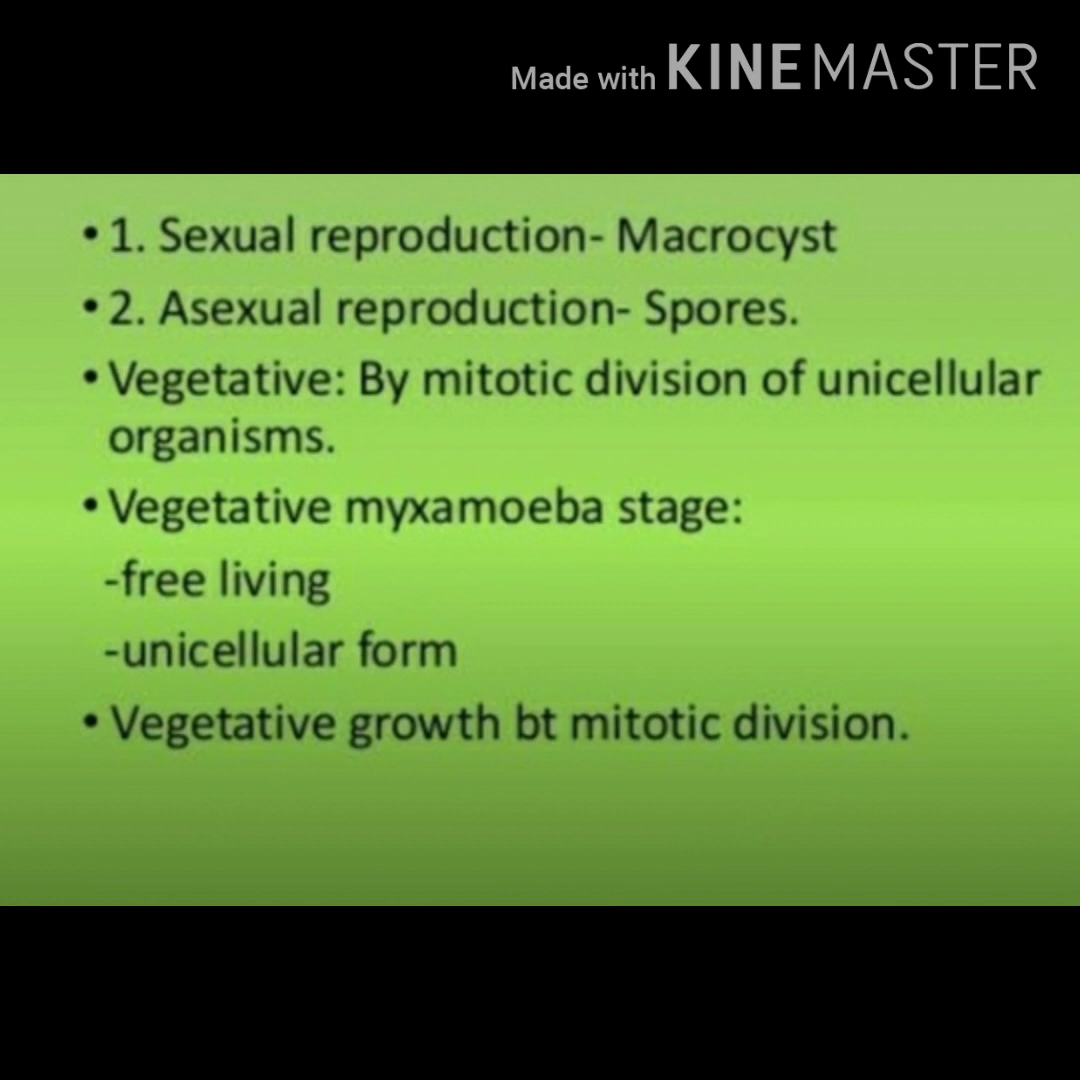 Made with KINEMASTER
• 1. Sexual reproduction- Macrocyst
• 2. Asexual reproduction- Spores.
• Vegetative: By mitotic division of unicellular
organisms.
• Vegetative myxamoeba stage:
-free living
-unicellular form
• Vegetative growth bt mitotic division.